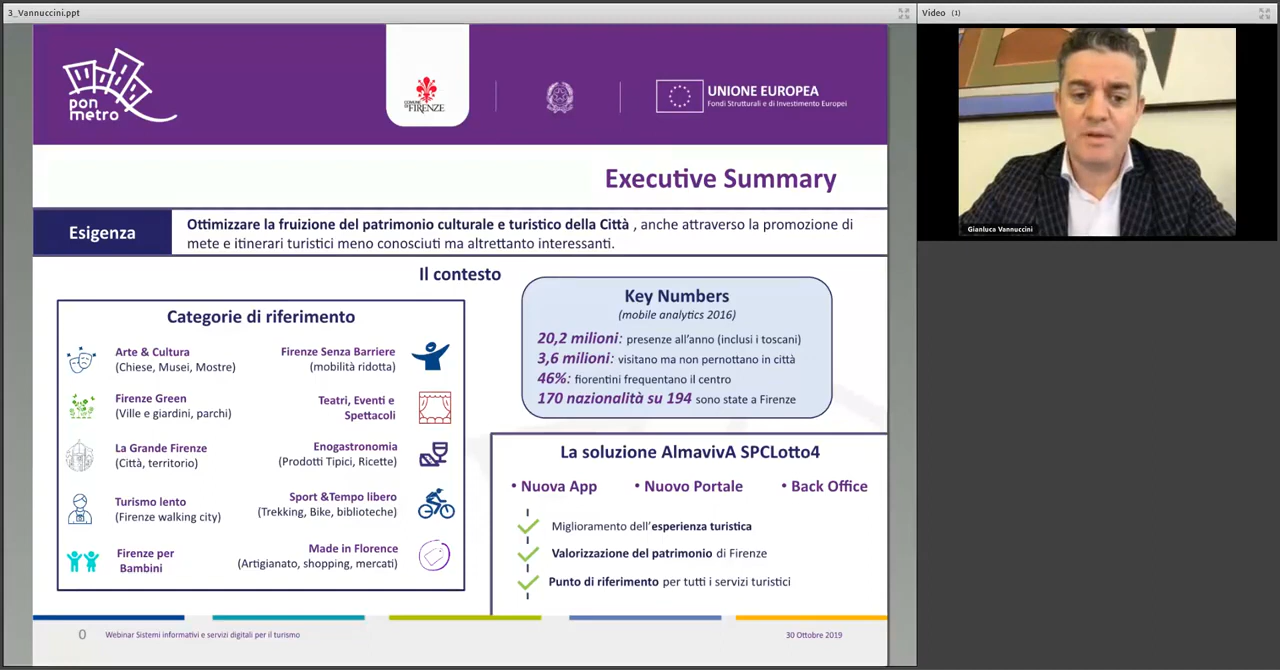 3_Vannuccini.ppt
Video (1)
pon
metro
COMUNE
DI FIRENZE
UNIONE EUROPEA
Fondi Strutturali e di Investimento Europei
Gianluca Vannuccini
Executive Summary
Esigenza
Ottimizzare la fruizione del patrimonio culturale e turistico della Città , anche attraverso la promozione di
mete e itinerari turistici meno conosciuti ma altrettanto interessanti.
Il contesto
Categorie di riferimento
Arte & Cultura
(Chiese, Musei, Mostre)
Firenze Green
(Ville e giardini, parchi)
La Grande Firenze
(Città, territorio)
Turismo lento
(Firenze walking city)
Firenze per
Bambini
Firenze Senza Barriere
(mobilità ridotta)
Teatri, Eventi e
Spettacoli
Enogastronomia
(Prodotti Tipici, Ricette)
Sport &Tempo libero
(Trekking, Bike, biblioteche)
Made in Florence
(Artigianato, shopping, mercati)
Key Numbers
(mobile analytics 2016)
20,2 milioni: presenze all'anno (inclusi i toscani)
3,6 milioni: visitano ma non pernottano in città
46%: fiorentini frequentano il centro
170 nazionalità su 194 sono state a Firenze
La soluzione AlmavivA SPCLotto4
• Nuova App
• Nuovo Portale
• Back Office
Miglioramento dell'esperienza turistica
Valorizzazione del patrimonio di Firenze
Punto di riferimento per tutti i servizi turistici
0
Webinar Sistemi informativi e servizi digitali per il turismo
30 Ottobre 2019